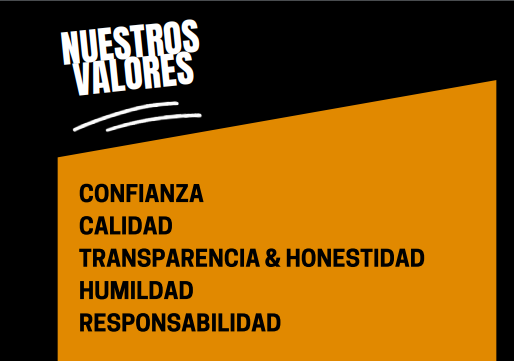 NUESTROS
VALORES
CONFIANZA
CALIDAD
TRANSPARENCIA & HONESTIDAD
HUMILDAD
RESPONSABILIDAD